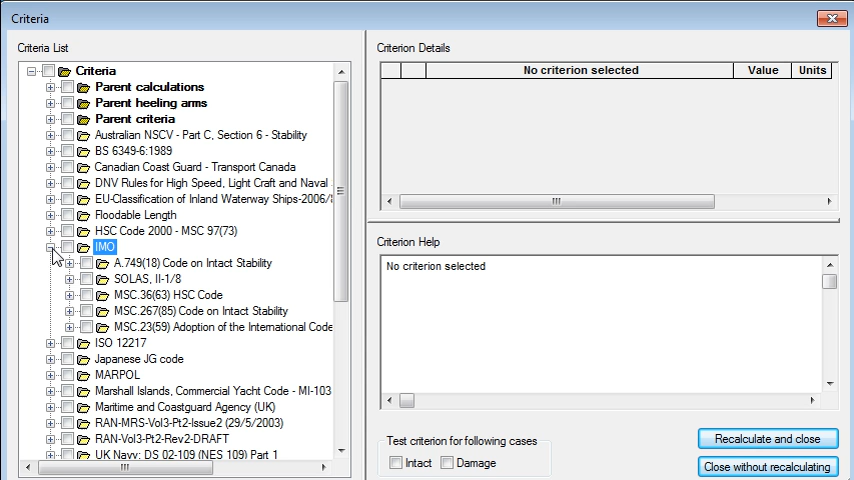 Criteria
Criteria List
Criteria
Parent calculations
Parent heeling arms
Parent criteria
Australian NSCV - Part C, Section 6 - Stability
BS 6349-6:1989
Canadian Coast Guard - Transport Canada
DNV Rules for High Speed, Light Craft and Naval
EU-Classification of Inland Waterway Ships-2006/
Floodable Length
HSC Code 2000 - MSC 97(73)
IMO
A.749(18) Code on Intact Stability
SOLAS, II-1/8
MSC.36(63) HSC Code
MSC.267(85) Code on Intact Stability
MSC.23(59) Adoption of the International Code
ISO 12217
Japanese JG code
MARPOL
Marshall Islands, Commercial Yacht Code - MI-103
Maritime and Coastguard Agency (UK)
RAN-MRS-Vol3-Pt2-Issue2 (29/5/2003)
RAN-Vol3-Pt2-Rev2-DRAFT
UK Navy: DS 02-109 (NES 109) Part 1
Criterion Details
No criterion selected Value Units
Criterion Help
No criterion selected
Test criterion for following cases
Intact Damage
Recalculate and close
Close without recalculating